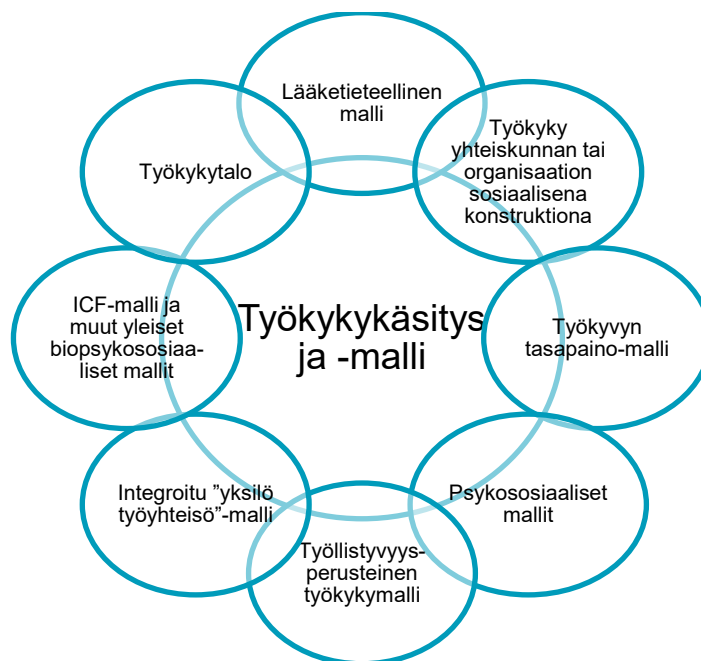 Lääketieteellinen
malli
Työkyky
yhteiskunnan tai
organisaation
sosiaalisena
konstruktiona
Työkyvyn
tasapaino-malli
Psykososiaaliset
mallit
Työllistyvyys-
perusteinen
työkykymalli
Integroitu ”yksilö
työyhteisö”-malli
ICF-malli ja
muut yleiset
biopsykososiaa-
liset mallit
Työkykytalo
Työkykykäsitys
ja -malli